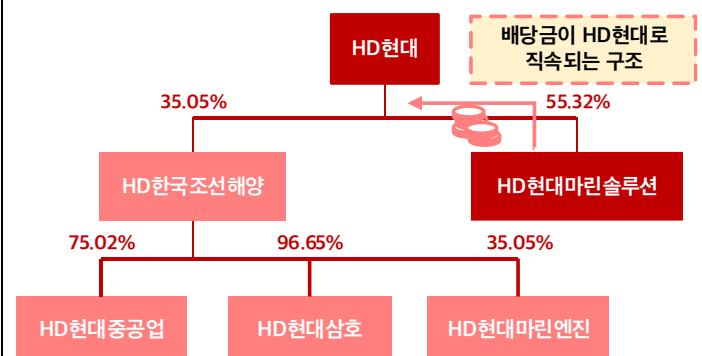 HD현대
배당금이 HD현대로
직속되는 구조
35.05%
55.32%
HD한국조선해양
HD현대마린솔루션
75.02%
96.65%
35.05%
HD현대중공업
HD현대삼호
HD현대마린엔진